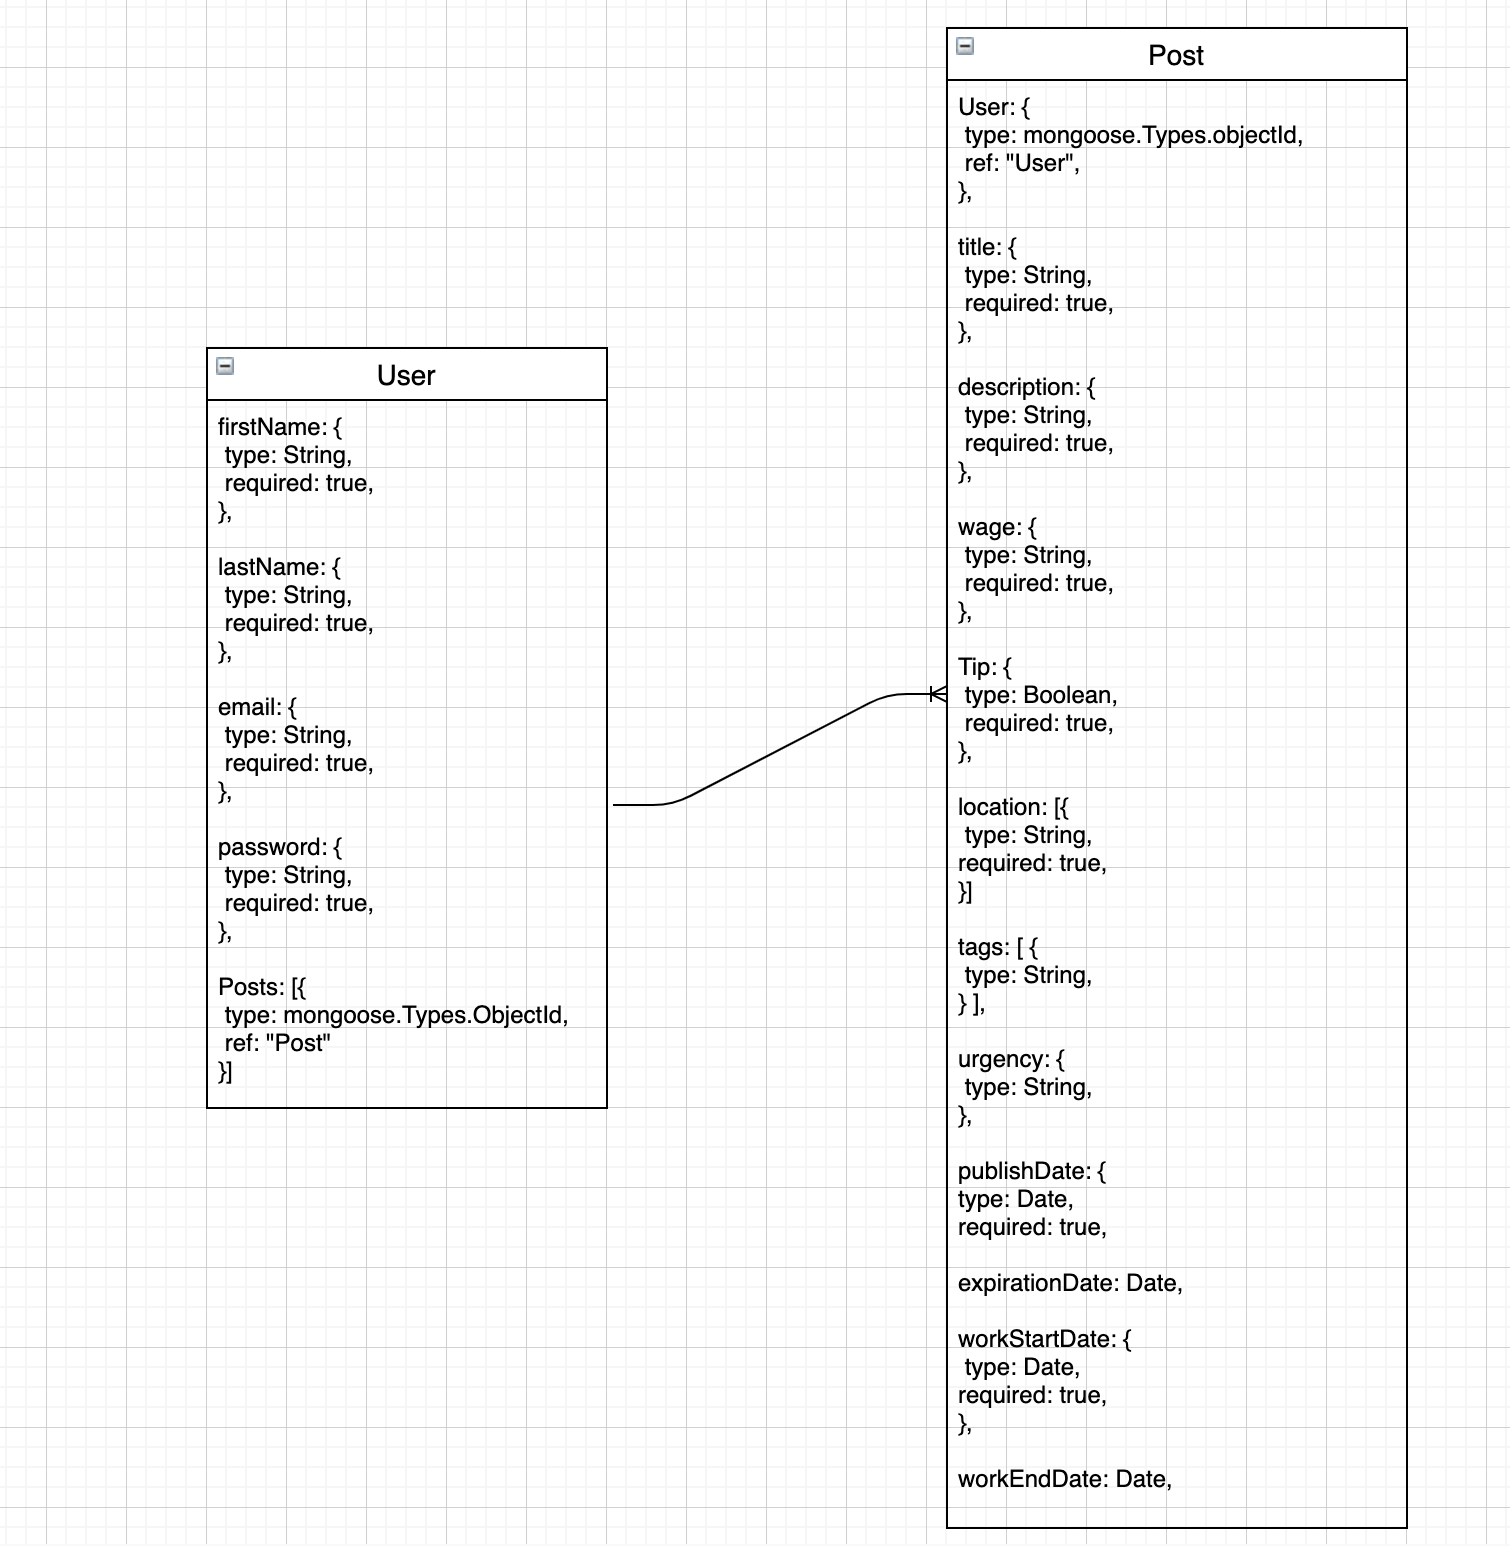 User
firstName: {
type: String,
required: true,
},
lastName: {
type: String,
required: true,
},
email: {
type: String,
required: true,
},
password: {
type: String,
required: true,
},
Posts: [{
type: mongoose.Types.ObjectId,
ref: "Post"
}]
Post
User: {
type: mongoose.Types.objectId,
ref: "User",
},
title: {
type: String,
required: true,
},
description: {
type: String,
required: true,
},
wage: {
type: String,
required: true,
},
Tip: {
type: Boolean,
required: true,
},
location: [{
type: String,
required: true,
}]
tags: [ {
type: String,
} ],
urgency: {
type: String,
},
publishDate: {
type: Date,
required: true,
expirationDate: Date,
workStartDate: {
type: Date,
required: true,
},
workEndDate: Date,